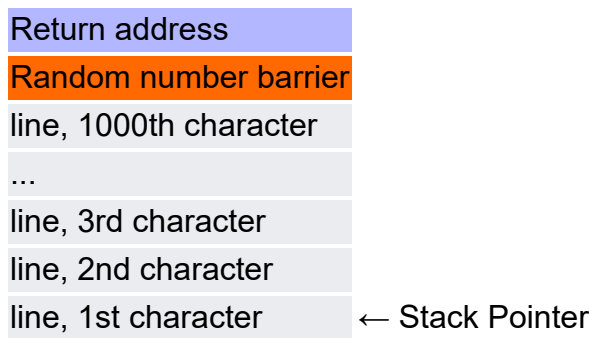 Return address
Random number barrier
line, 1000th character
...
line, 3rd character
line, 2nd character
line, 1st character ← Stack Pointer